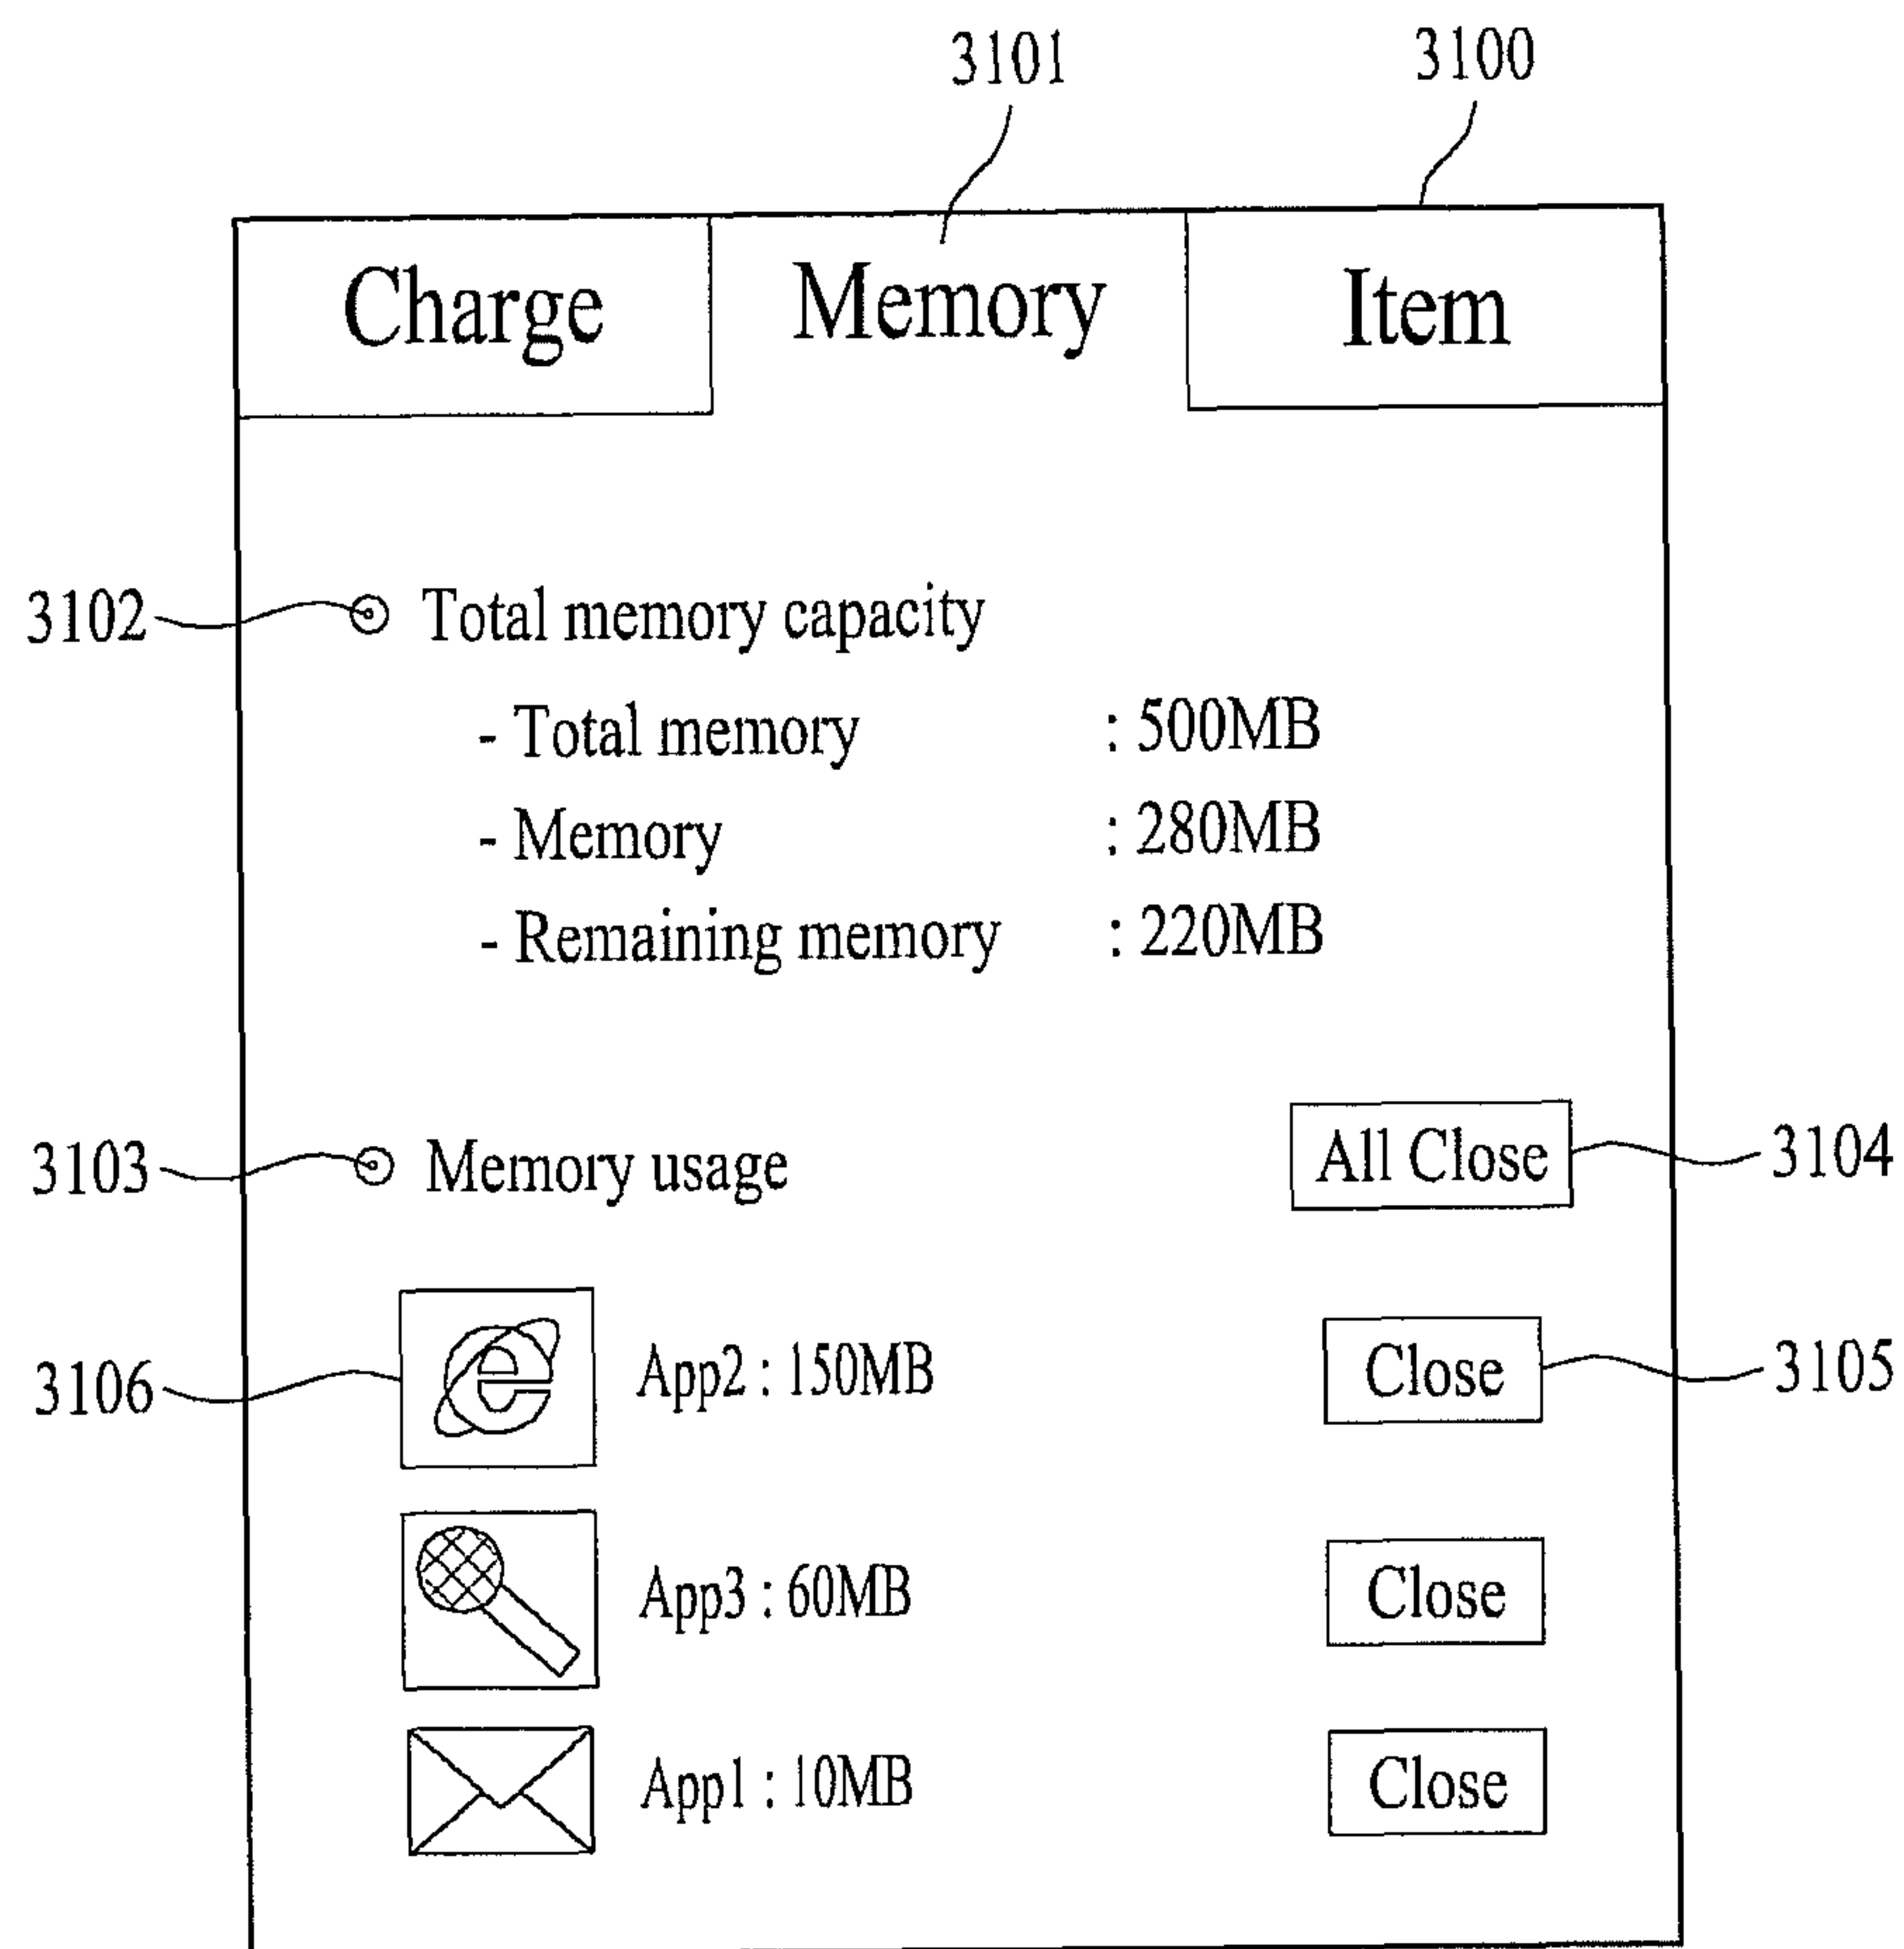 3101 3100
Charge Memory Item
3102 Total memory capacity
- Total memory : 500MB
- Memory : 280MB
- Remaining memory : 220MB
3103 Memory usage All Close 3104
3106 e App2 : 150MB Close 3105
App3 : 60MB Close
App1 : 10MB Close